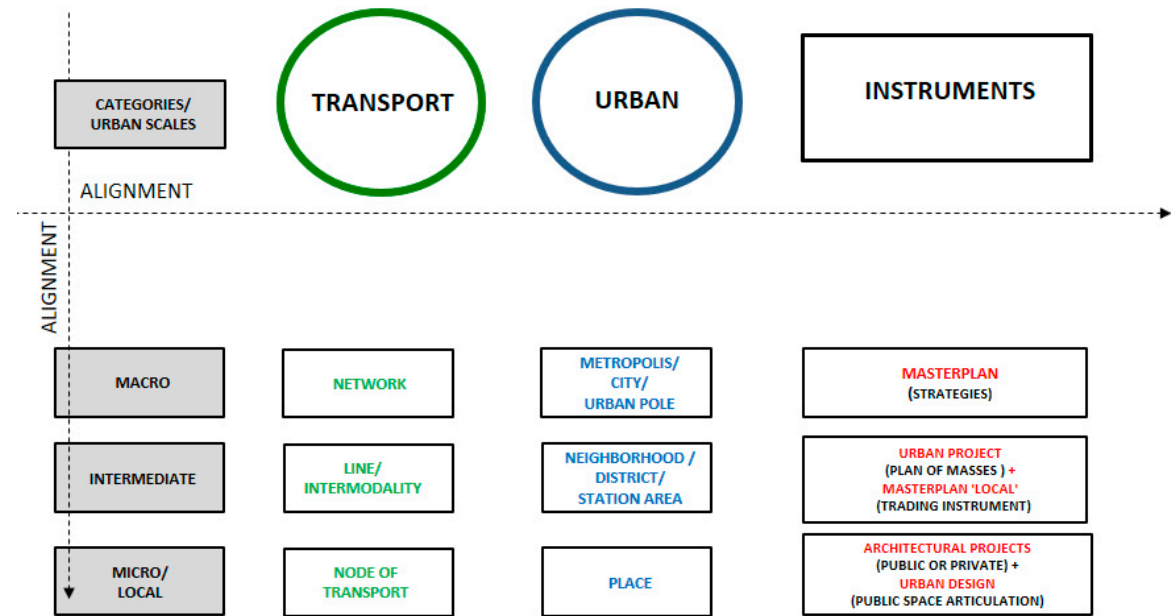 CATEGORIES/
URBAN SCALES
TRANSPORT
URBAN
INSTRUMENTS
ALIGNMENT
ALIGNMENT
MACRO
NETWORK
METROPOLIS/
CITY/
URBAN POLE
MASTERPLAN
(STRATEGIES)
INTERMEDIATE
LINE/
INTERMODALITY
NEIGHBORHOOD /
DISTRICT/
STATION AREA
URBAN PROJECT
(PLAN OF MASSES ) +
MASTERPLAN 'LOCAL'
(TRADING INSTRUMENT)
MICRO/
LOCAL
NODE OF
TRANSPORT
PLACE
ARCHITECTURAL PROJECTS
(PUBLIC OR PRIVATE) +
URBAN DESIGN
(PUBLIC SPACE ARTICULATION)